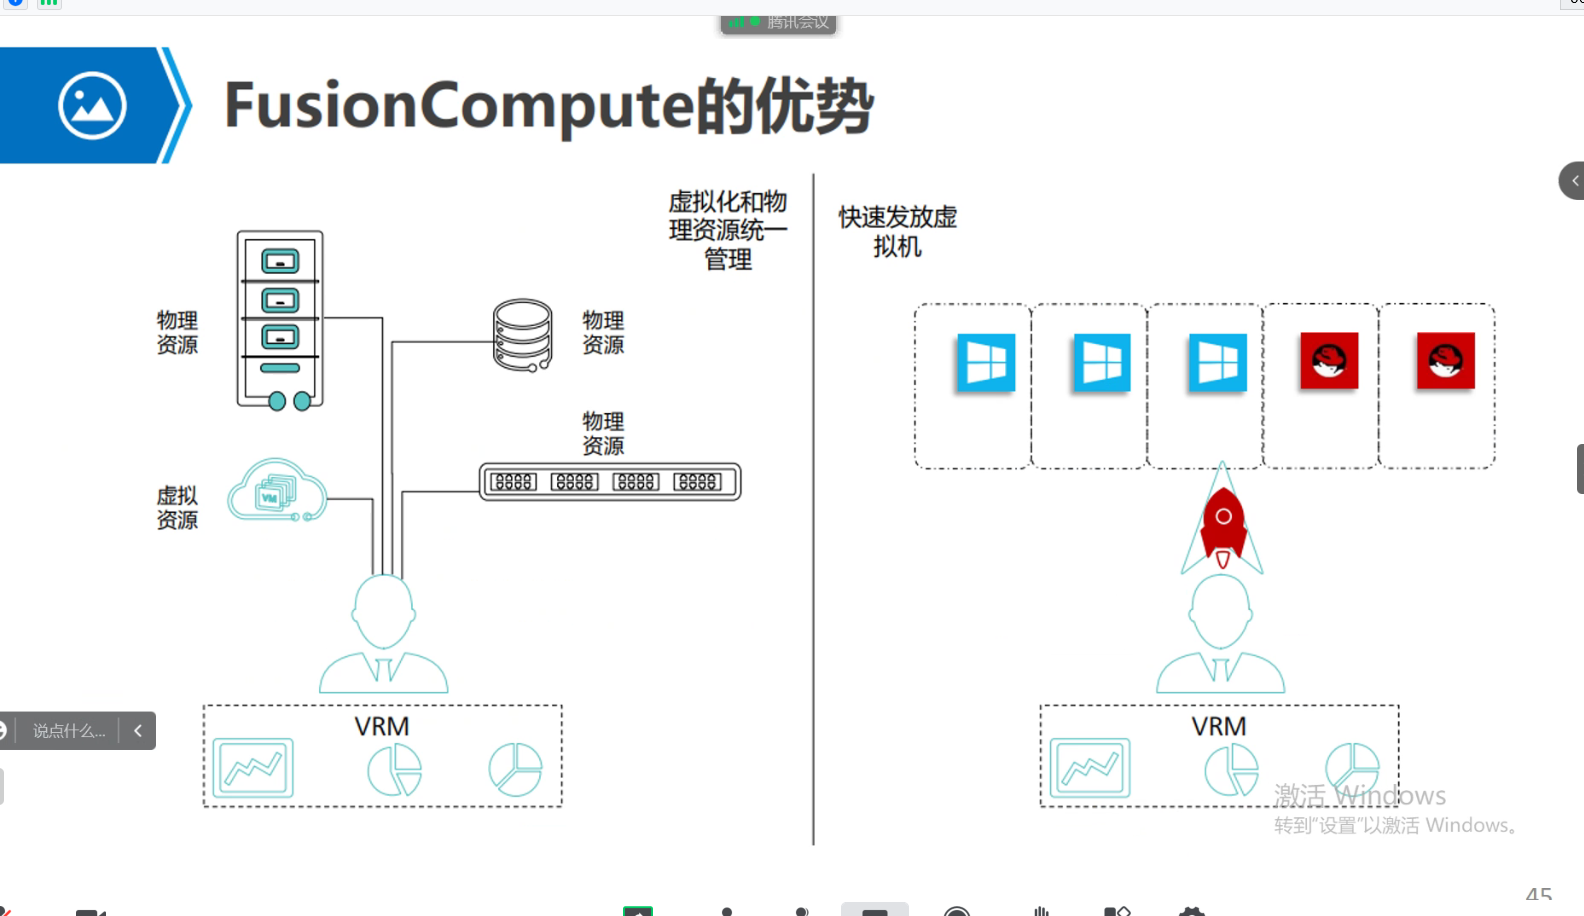 腾讯会议
FusionCompute的优势
虚拟化和物
理资源统一
管理
快速发放虚
拟机
物理
资源
物理
资源
物理
资源
虚拟
资源
VM
VRM
VRM
说点什么...
激活 Windows
转到"设置"以激活 Windows。
45